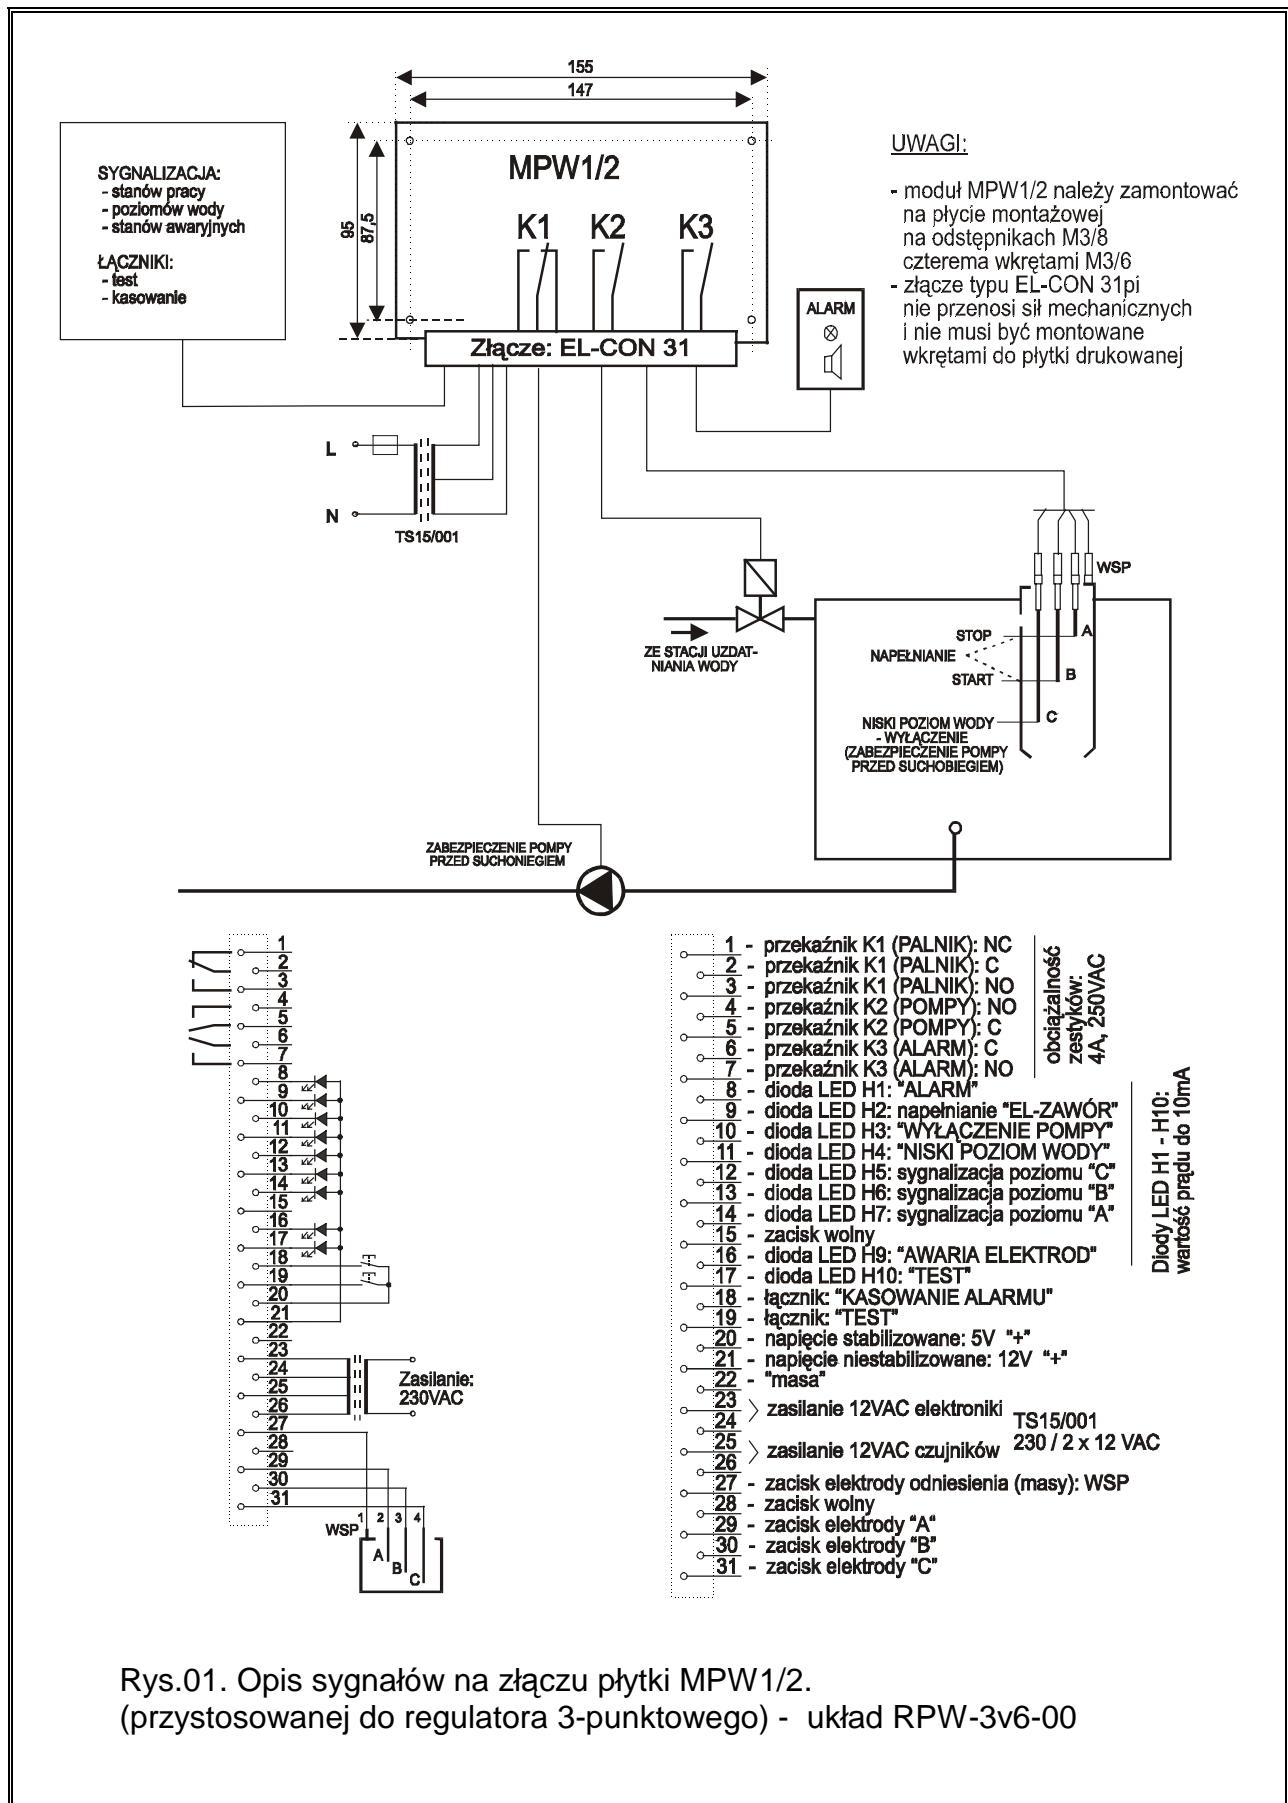 155
147
95
87,5
MPW1/2
K1 K2 K3
Złącze: EL-CON 31
SYGNALIZACJA:
- stanów pracy
- poziomów wody
- stanów awaryjnych
ŁĄCZNIKI:
- test
- kasowanie
UWAGI:
- moduł MPW1/2 należy zamontować
na płycie montażowej
na odstępnikach M3/8
czterema wkrętami M3/6
- złącze typu EL-CON 31pi
nie przenosi sił mechanicznych
i nie musi być montowane
wkrętami do płytki drukowanej
ALARM
L
N
TS15/001
WSP
STOP
A
NAPEŁNIANIE
START
B
C
NISKI POZIOM WODY
- WYŁĄCZENIE
(ZABEZPIECZENIE POMPY
PRZED SUCHOBIEGIEM)
ZE STACJI UZDAT-
NIANIA WODY
ZABEZPIECZENIE POMPY
PRZED SUCHONIEGIEM
1
2
3
4
5
6
7
8
9
10
11
12
13
14
15
16
17
18
19
20
21
22
23
24
25
26
27
28
29
30
31
Zasilanie:
230VAC
1 2 3 4
WSP
A
B
C
1 - przekaźnik K1 (PALNIK): NC
2 - przekaźnik K1 (PALNIK): C
3 - przekaźnik K1 (PALNIK): NO
4 - przekaźnik K2 (POMPY): NO
5 - przekaźnik K2 (POMPY): C
6 - przekaźnik K3 (ALARM): C
7 - przekaźnik K3 (ALARM): NO
8 - dioda LED H1: "ALARM"
9 - dioda LED H2: napełnianie "EL-ZAWÓR"
10 - dioda LED H3: "WYŁĄCZENIE POMPY"
11 - dioda LED H4: "NISKI POZIOM WODY"
12 - dioda LED H5: sygnalizacja poziomu "C"
13 - dioda LED H6: sygnalizacja poziomu "B"
14 - dioda LED H7: sygnalizacja poziomu "A"
15 - zacisk wolny
16 - dioda LED H9: "AWARIA ELEKTROD"
17 - dioda LED H10: "TEST"
18 - łącznik: "KASOWANIE ALARMU"
19 - łącznik: "TEST"
20 - napięcie stabilizowane: 5V "+"
21 - napięcie niestabilizowane: 12V "+"
22 - "masa"
23
zasilanie 12VAC elektroniki
24
25
zasilanie 12VAC czujników
26
TS15/001
230 / 2 x 12 VAC
27 - zacisk elektrody odniesienia (masy): WSP
28 - zacisk wolny
29 - zacisk elektrody "A"
30 - zacisk elektrody "B"
31 - zacisk elektrody "C"
obciążalność
zestyków:
4A, 250VAC
Diody LED H1 - H10:
wartość prądu do 10mA
Rys.01. Opis sygnałów na złączu płytki MPW1/2.
(przystosowanej do regulatora 3-punktowego) - układ RPW-3v6-00